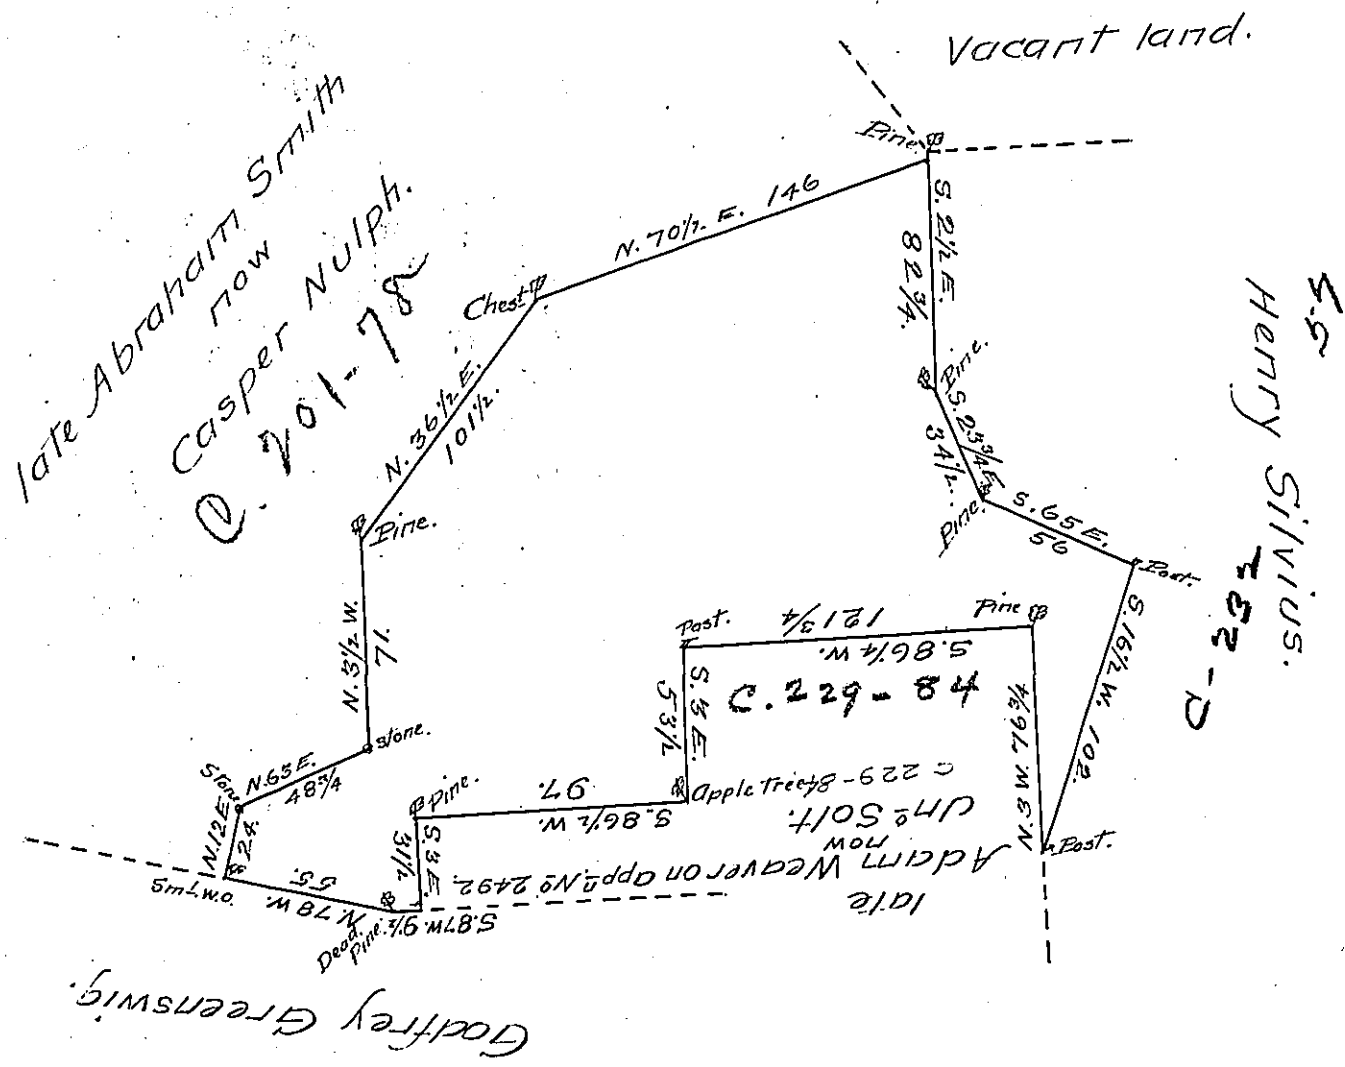 Vacant land.
late Abraham Smith
now
Casper Nulph.
C. 201-78
Pine.
N. 70½ E. 146
S. 2½ E.
82¾.
Chest
N. 36½ E.
101½.
Pine.
S. 23¾ E.
34½.
Pine.
S. 65 E.
56
Post.
Henry Silvius.
55
C-232
S. 16½ W. 102.
Post.
N. 3 W. 76¾
Pine
121¾
S. 86¼ W.
Post.
S. 3 E.
53½
C. 229-84
Apple tree
C 229-84
Jno Solt.
now
Adam Weaver on Appn. No 2492.
late
97.
S. 86½ W.
Pine.
S. 3 E.
31½
S. 87 W. 9½
Dead.
Pine.
N. 78 W.
55.
N. 12 E.
24.
Stone
N. 63 E.
48¾
Stone.
N. 3½ W.
71
Pine.
Godfrey Greenswig.